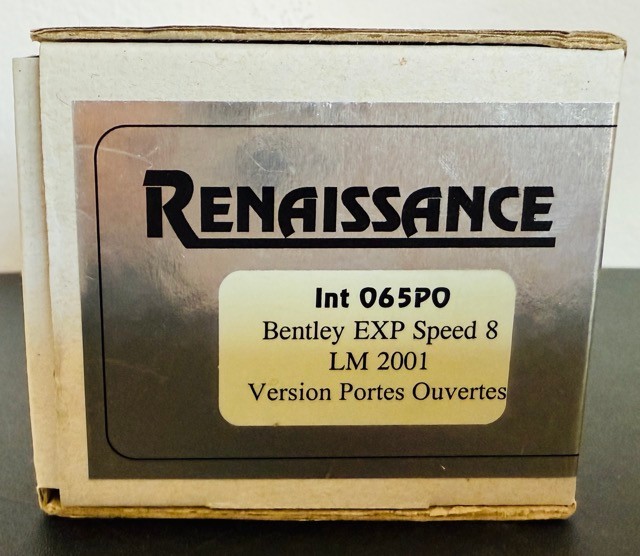 RENAISSANCE
Int 065PO
Bentley EXP Speed 8
LM 2001
Version Portes Ouvertes